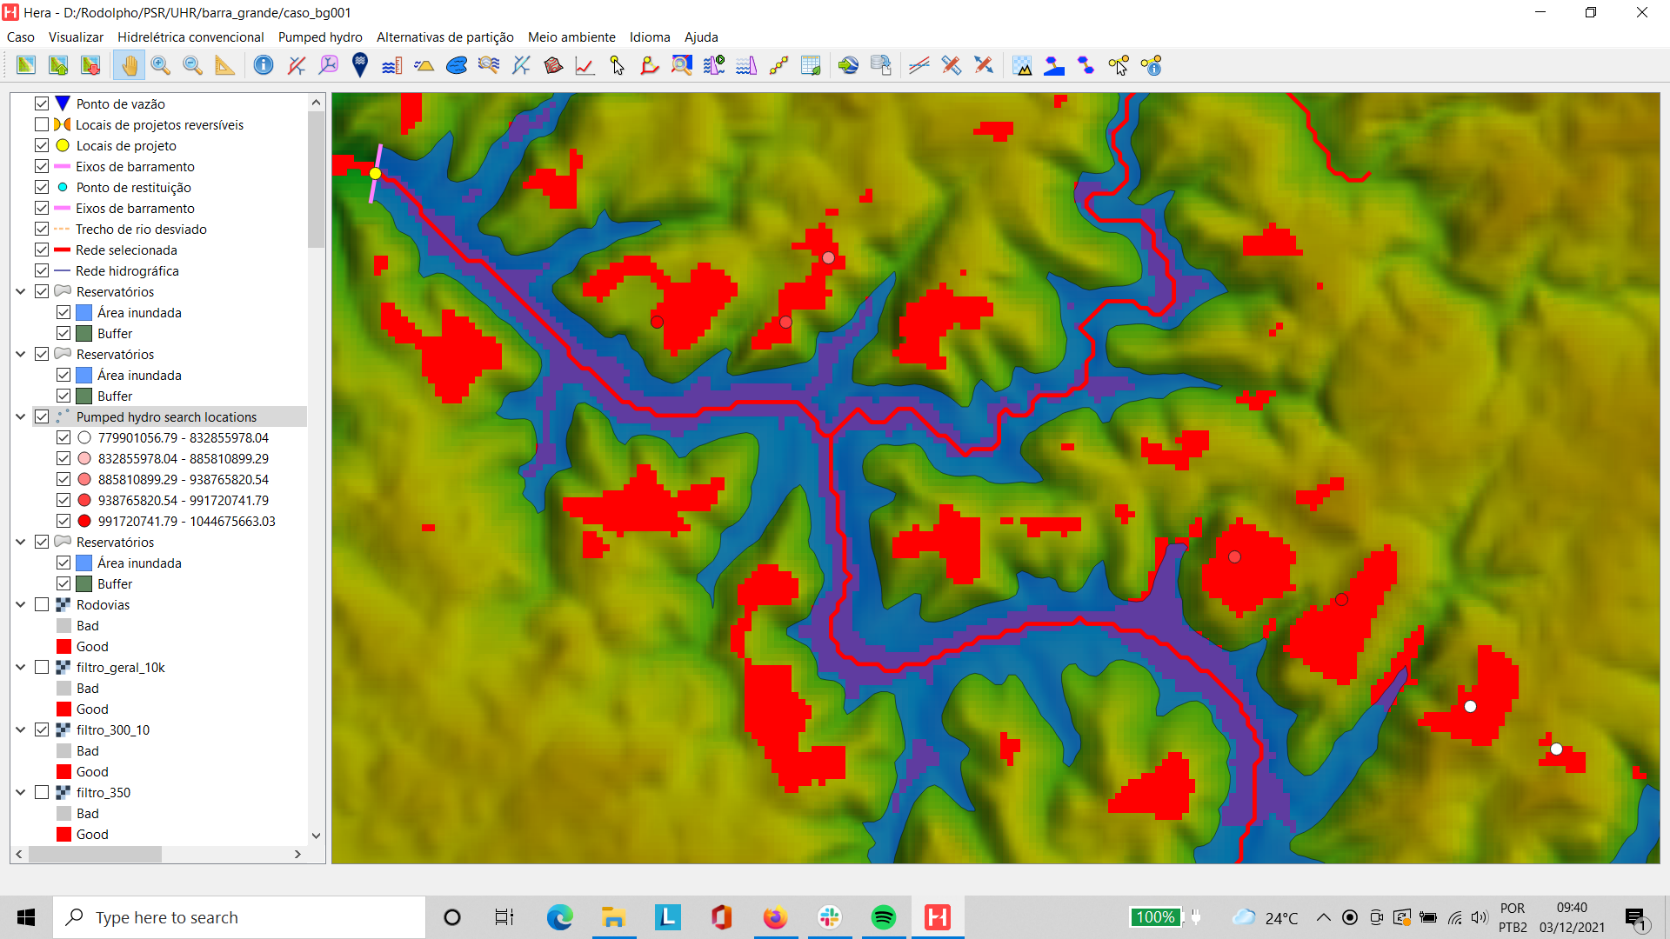 Hera - D:/Rodolpho/PSR/UHR/barra_grande/caso_bg001
Caso Visualizar Hidrelétrica convencional Pumped hydro Alternativas de partição Meio ambiente Idioma Ajuda
Ponto de vazão
Locais de projetos reversíveis
Locais de projeto
Eixos de barramento
Ponto de restituição
Eixos de barramento
Trecho de rio desviado
Rede selecionada
Rede hidrográfica
Reservatórios
Área inundada
Buffer
Reservatórios
Área inundada
Buffer
Pumped hydro search locations
779901056.79 - 832855978.04
832855978.04 - 885810899.29
885810899.29 - 938765820.54
938765820.54 - 991720741.79
991720741.79 - 1044675663.03
Reservatórios
Área inundada
Buffer
Rodovias
Bad
Good
filtro_geral_10k
Bad
Good
filtro_300_10
Bad
Good
filtro_350
Bad
Good
Type here to search
100%
24°C
POR
PTB2
09:40
03/12/2021
1